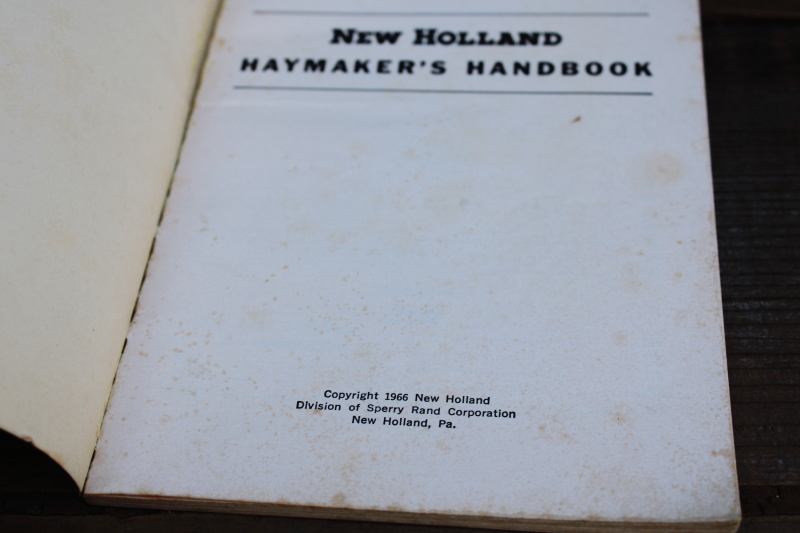 NEW HOLLAND
HAYMAKER'S HANDBOOK
Copyright 1966 New Holland
Division of Sperry Rand Corporation
New Holland, Pa.